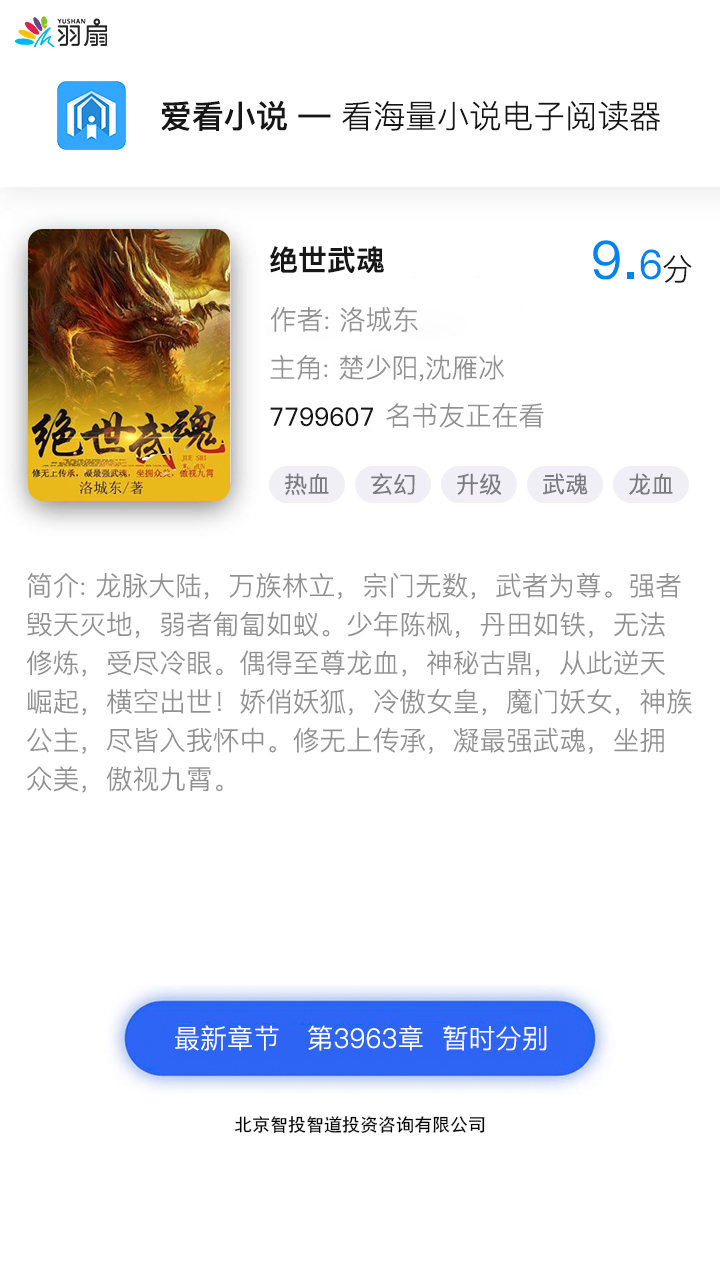 YUSHAN
羽扇
爱看小说 — 看海量小说电子阅读器
绝世武魂
9.6分
作者: 洛城东
主角: 楚少阳,沈雁冰
7799607 名书友正在看
热血 玄幻 升级 武魂 龙血
绝世武魂
修无上传承，凝最强武魂，坐拥众美，傲视九霄
洛城东/著
简介: 龙脉大陆，万族林立，宗门无数，武者为尊。强者
毁天灭地，弱者匍匐如蚁。少年陈枫，丹田如铁，无法
修炼，受尽冷眼。偶得至尊龙血，神秘古鼎，从此逆天
崛起，横空出世！娇俏妖狐，冷傲女皇，魔门妖女，神族
公主，尽皆入我怀中。修无上传承，凝最强武魂，坐拥
众美，傲视九霄。
最新章节 第3963章 暂时分别
北京智投智道投资咨询有限公司